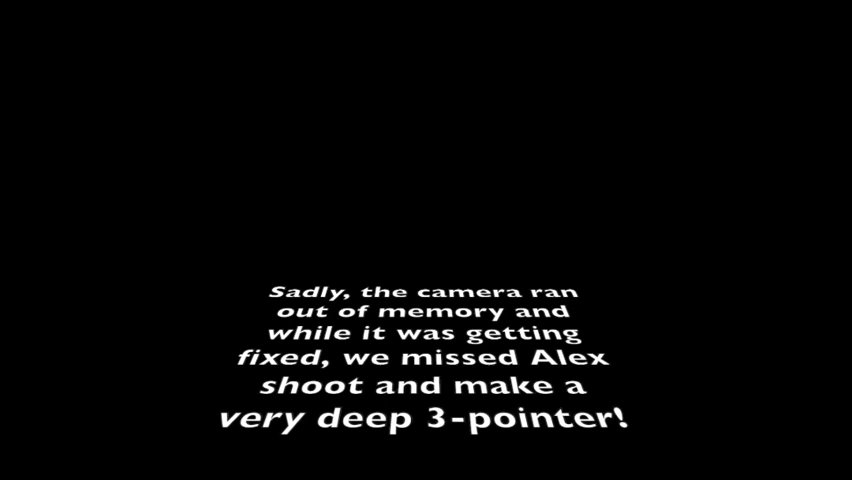 Sadly, the camera ran
out of memory and
while it was getting
fixed, we missed Alex
shoot and make a
very deep 3-pointer!